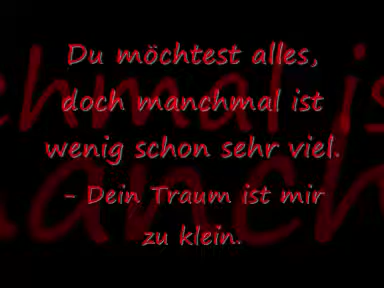 Du möchtest alles,
doch manchmal ist
wenig schon sehr viel.
- Dein Traum ist mir
zu klein.